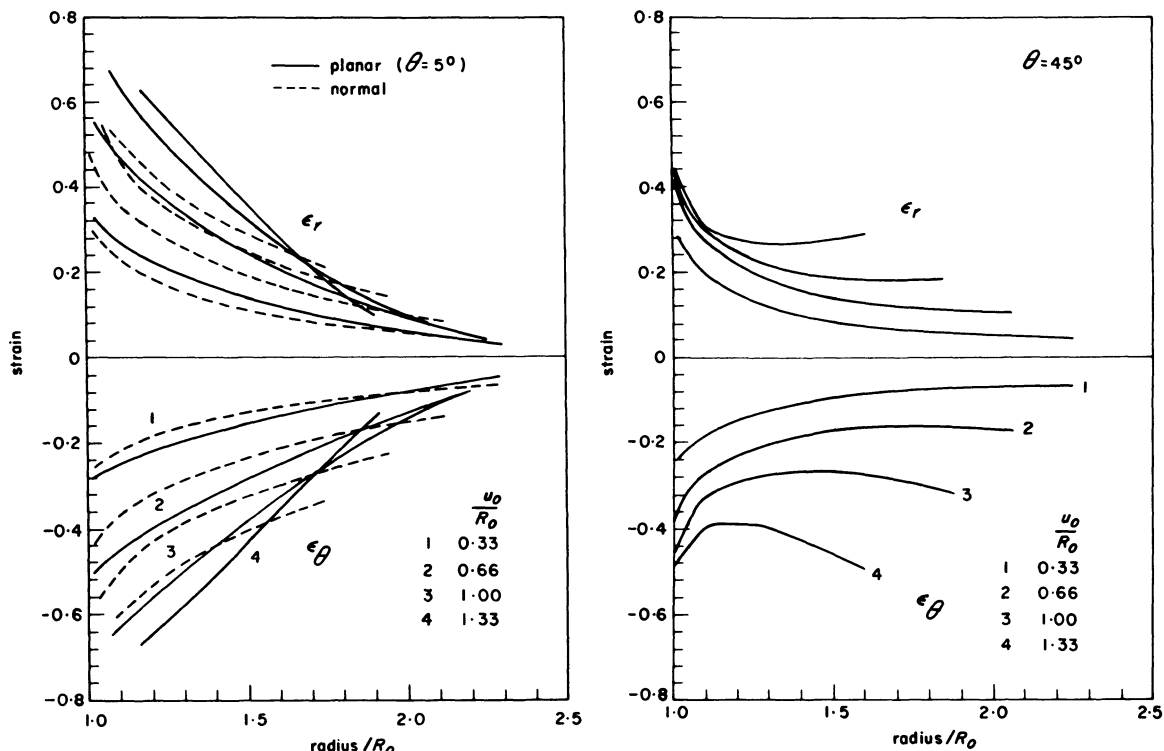 0·8
0·6
0·4
0·2
0
-0·2
-0·4
-0·6
-0·8
strain
planar (θ= 5°)
normal
ϵr
1
2
3
4
ϵθ
u₀/R₀
1 0·33
2 0·66
3 1·00
4 1·33
1.0 1.5 2.0 2·5
radius/R₀
0·8
0·6
0·4
0·2
0
-0·2
-0·4
-0·6
-0·8
strain
θ=45°
ϵr
1
2
3
4
ϵθ
u₀/R₀
1 0·33
2 0·66
3 1·00
4 1·33
1.0 1·5 2·0 2·5
radius/R₀